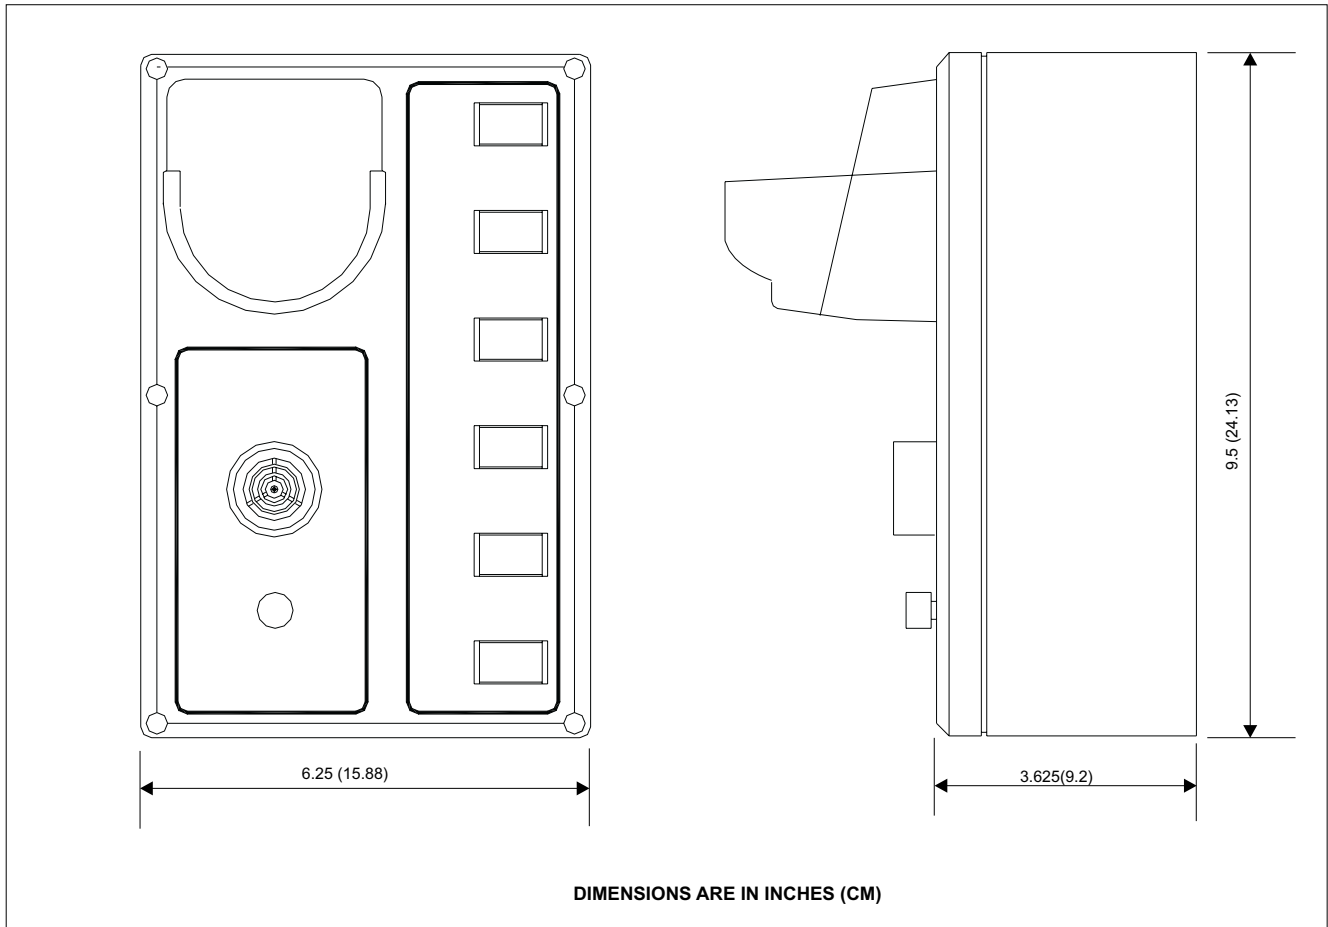 9.5 (24.13)
6.25 (15.88)
3.625(9.2)
DIMENSIONS ARE IN INCHES (CM)